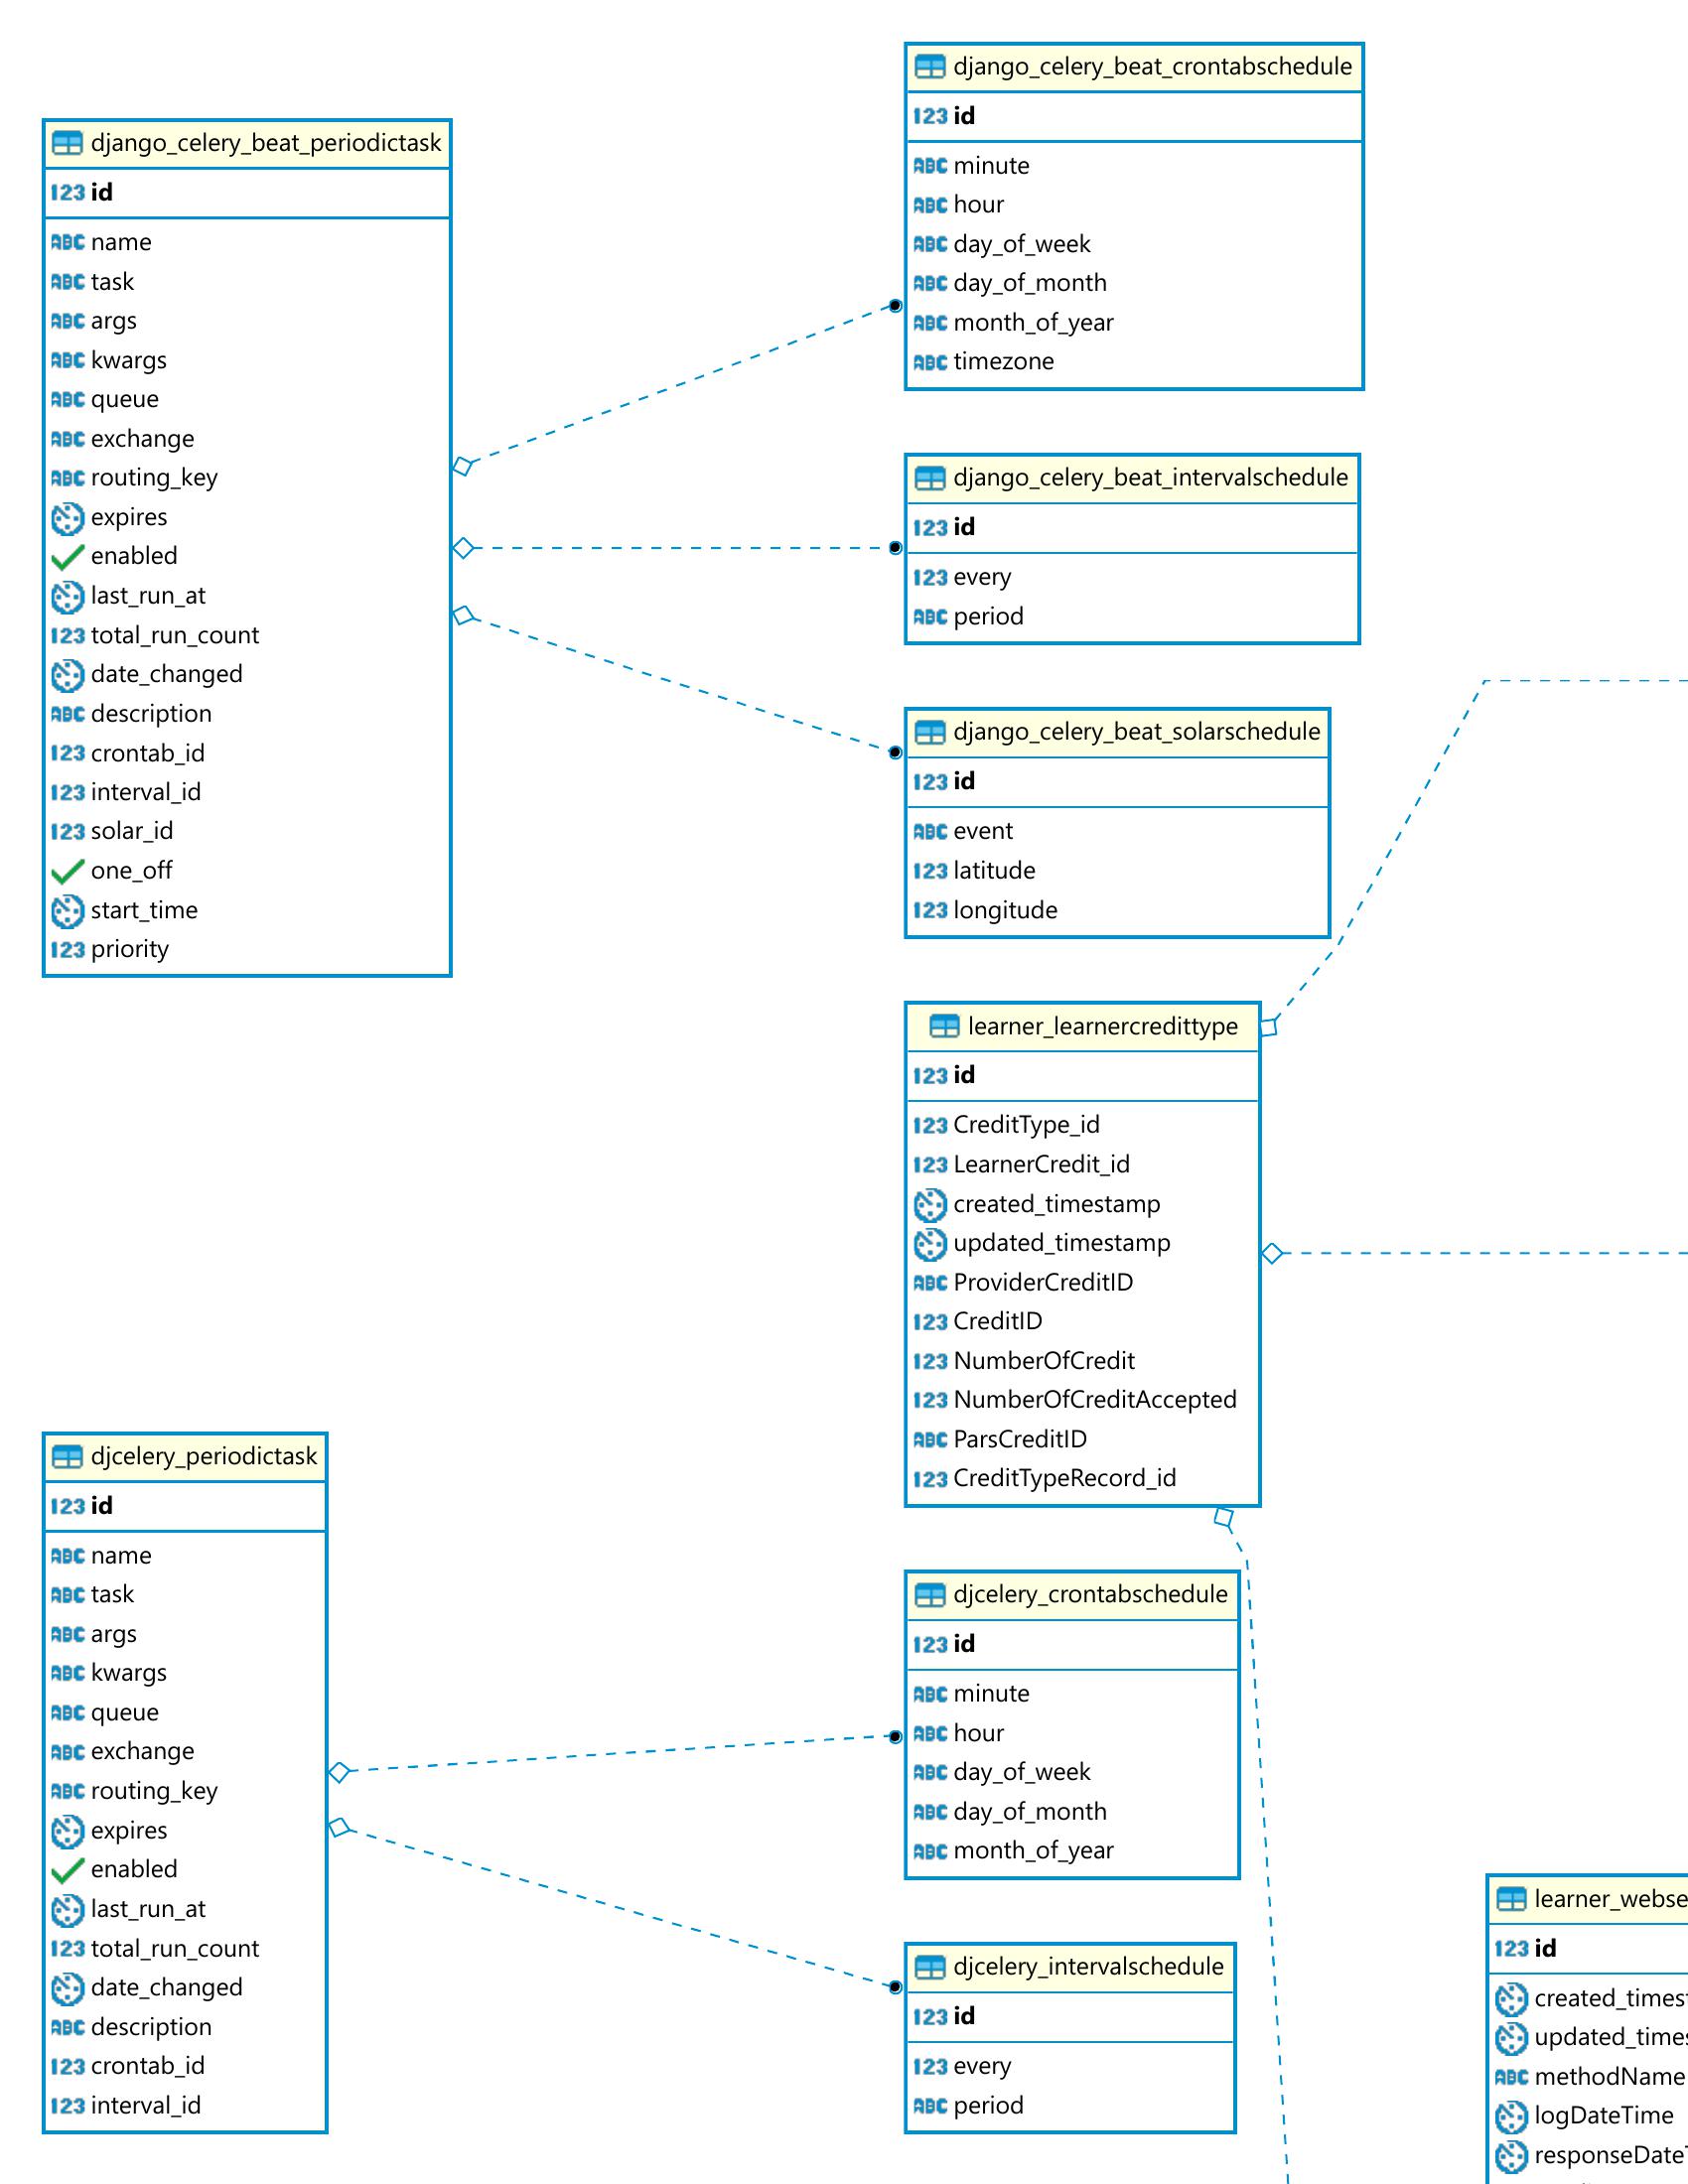 django_celery_beat_periodictask
123 id
ABC name
ABC task
ABC args
ABC kwargs
ABC queue
ABC exchange
ABC routing_key
expires
enabled
last_run_at
123 total_run_count
date_changed
ABC description
123 crontab_id
123 interval_id
123 solar_id
one_off
start_time
123 priority
django_celery_beat_crontabschedule
123 id
ABC minute
ABC hour
ABC day_of_week
ABC day_of_month
ABC month_of_year
ABC timezone
django_celery_beat_intervalschedule
123 id
123 every
ABC period
django_celery_beat_solarschedule
123 id
ABC event
123 latitude
123 longitude
learner_learnercredittype
123 id
123 CreditType_id
123 LearnerCredit_id
created_timestamp
updated_timestamp
ABC ProviderCreditID
123 CreditID
123 NumberOfCredit
123 NumberOfCreditAccepted
ABC ParsCreditID
123 CreditTypeRecord_id
djcelery_periodictask
123 id
ABC name
ABC task
ABC args
ABC kwargs
ABC queue
ABC exchange
ABC routing_key
expires
enabled
last_run_at
123 total_run_count
date_changed
ABC description
123 crontab_id
123 interval_id
djcelery_crontabschedule
123 id
ABC minute
ABC hour
ABC day_of_week
ABC day_of_month
ABC month_of_year
djcelery_intervalschedule
123 id
123 every
ABC period
learner_webse
123 id
created_times
updated_times
ABC methodName
logDateTime
responseDate